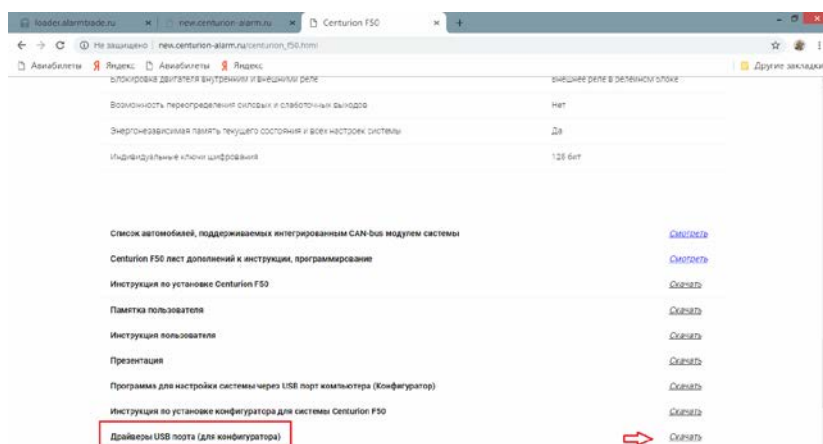 loader.alarmtrade.ru
new.centurion-alarm.ru
Centurion F50
Не защищено | new.centurion-alarm.ru/centurion_f50.html
Авиабилеты Яндекс Авиабилеты Яндекс Другие закладки
Блокировка двигателя внутренним и внешними реле внешнее реле в релейном блоке
Возможность переопределения силовых и слаботочных выходов Нет
Энергонезависимая память текущего состояния и всех настроек системы Да
Индивидуальные ключи шифрования 128 бит
Список автомобилей, поддерживаемых интегрированным CAN-bus модулем системы Смотреть
Centurion F50 лист дополнений к инструкции, программирование Смотреть
Инструкция по установке Centurion F50 Скачать
Памятка пользователя Скачать
Инструкция пользователя Скачать
Презентация Скачать
Программа для настройки системы через USB порт компьютера (Конфигуратор) Скачать
Инструкция по установке конфигуратора для системы Centurion F50 Скачать
Драйверы USB порта (для конфигуратора) Скачать